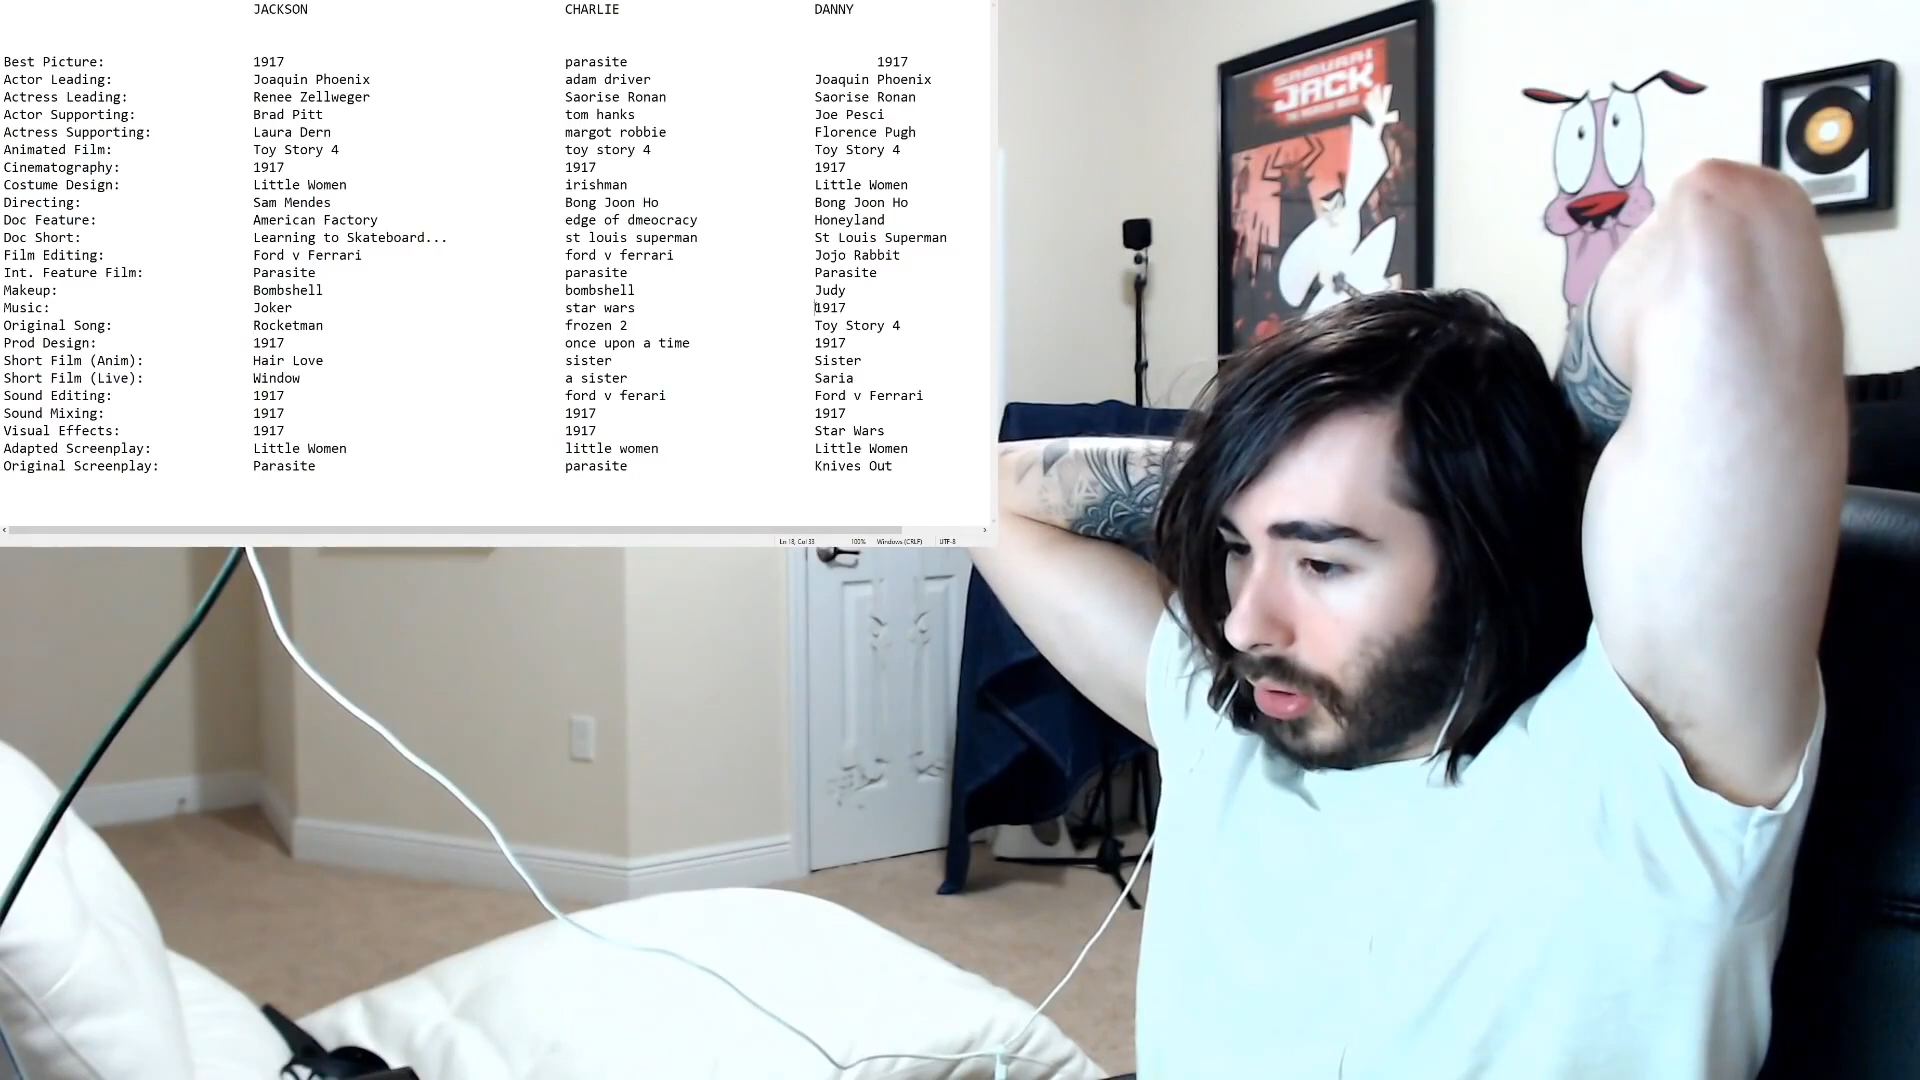 JACKSON CHARLIE DANNY
Best Picture: 1917 parasite 1917
Actor Leading: Joaquin Phoenix adam driver Joaquin Phoenix
Actress Leading: Renee Zellweger Saorise Ronan Saorise Ronan
Actor Supporting: Brad Pitt tom hanks Joe Pesci
Actress Supporting: Laura Dern margot robbie Florence Pugh
Animated Film: Toy Story 4 toy story 4 Toy Story 4
Cinematography: 1917 1917 1917
Costume Design: Little Women irishman Little Women
Directing: Sam Mendes Bong Joon Ho Bong Joon Ho
Doc Feature: American Factory edge of dmeocracy Honeyland
Doc Short: Learning to Skateboard... st louis superman St Louis Superman
Film Editing: Ford v Ferrari ford v ferrari Jojo Rabbit
Int. Feature Film: Parasite parasite Parasite
Makeup: Bombshell bombshell Judy
Music: Joker star wars 1917
Original Song: Rocketman frozen 2 Toy Story 4
Prod Design: 1917 once upon a time 1917
Short Film (Anim): Hair Love sister Sister
Short Film (Live): Window a sister Saria
Sound Editing: 1917 ford v ferari Ford v Ferrari
Sound Mixing: 1917 1917 1917
Visual Effects: 1917 1917 Star Wars
Adapted Screenplay: Little Women little women Little Women
Original Screenplay: Parasite parasite Knives Out
Ln 18, Col 33 100% Windows (CRLF) UTF-8
SAMURAI
JACK